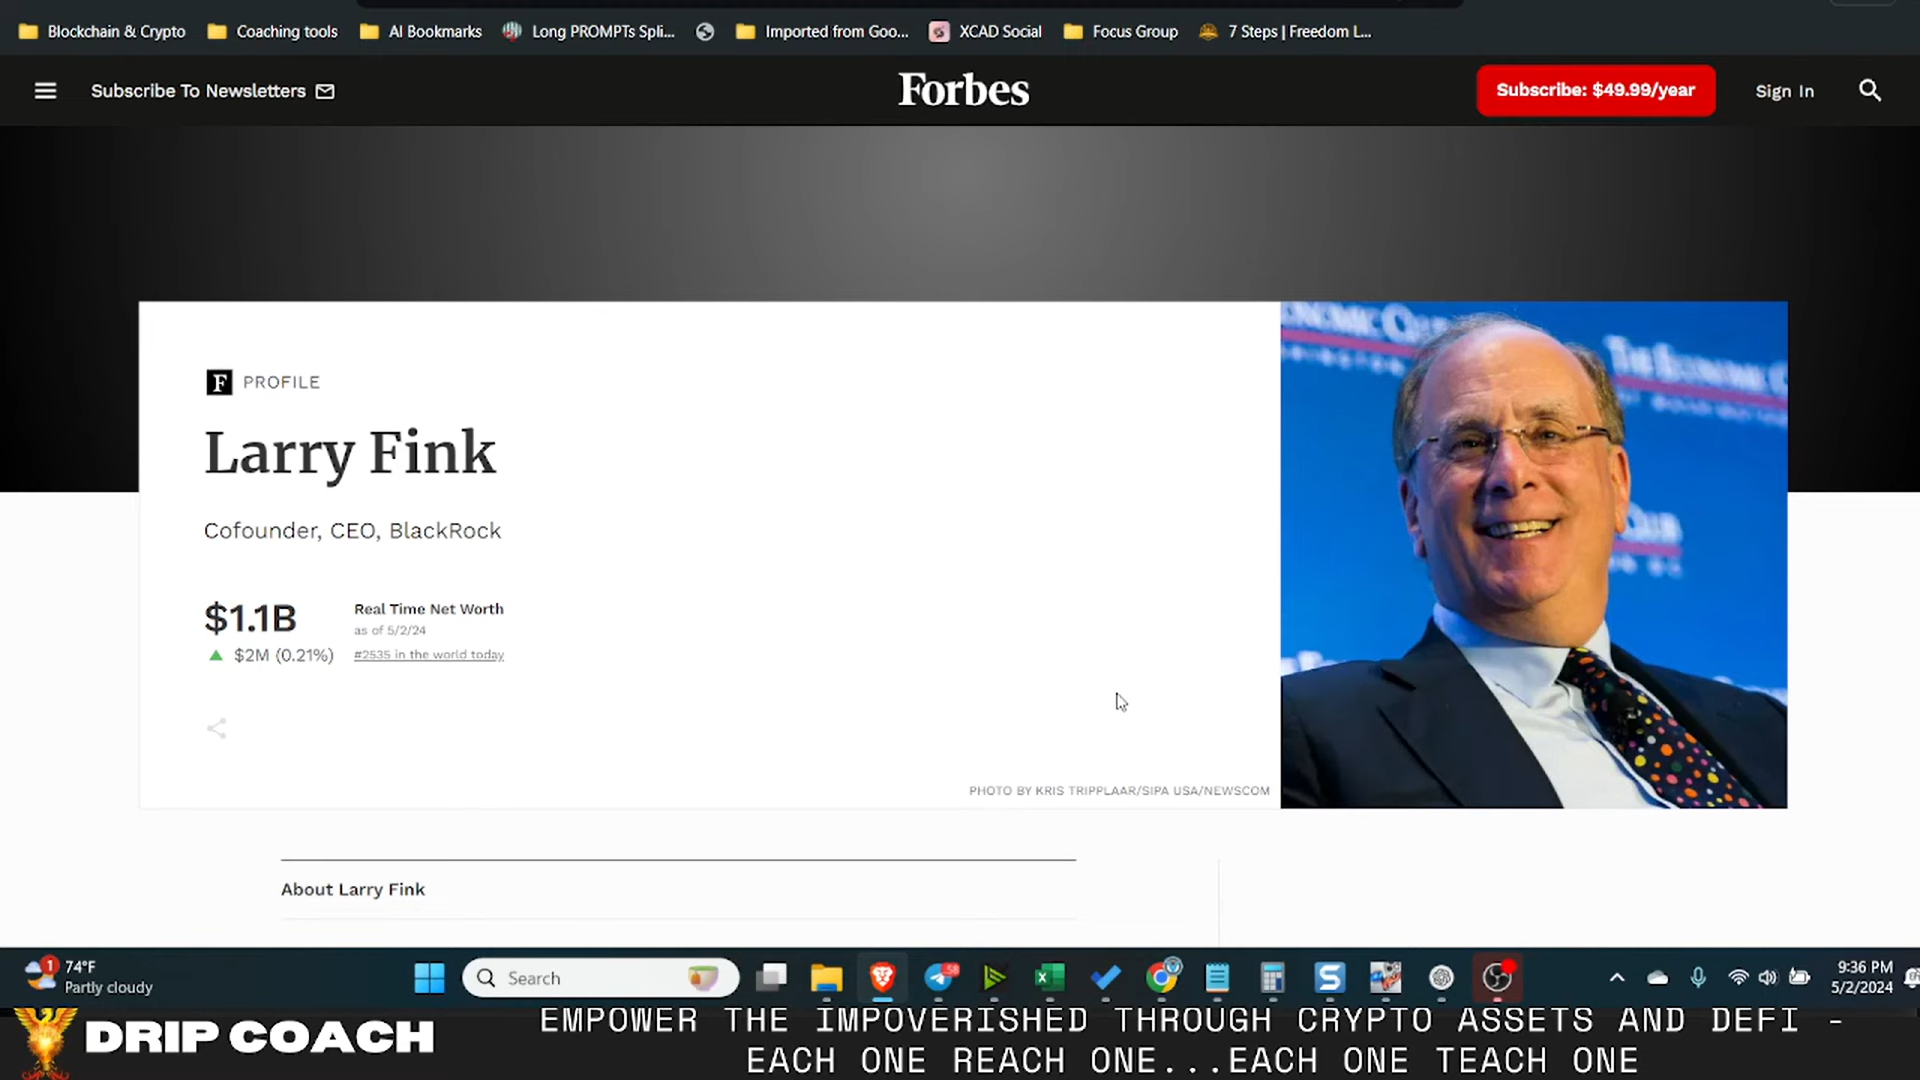 Blockchain & Crypto
Coaching tools
AI Bookmarks
Long PROMPTs Spli...
Imported from Goo...
XCAD Social
Focus Group
7 Steps | Freedom L...
Subscribe To Newsletters
Forbes
Subscribe: $49.99/year
Sign In
F PROFILE
Larry Fink
Cofounder, CEO, BlackRock
$1.1B
Real Time Net Worth
as of 5/2/24
$2M (0.21%)
#2535 in the world today
PHOTO BY KRIS TRIPPLAAR/SIPA USA/NEWSCOM
About Larry Fink
1
74°F
Partly cloudy
Search
9:36 PM
5/2/2024
DRIP COACH
EMPOWER THE IMPOVERISHED THROUGH CRYPTO ASSETS AND DEFI -
EACH ONE REACH ONE...EACH ONE TEACH ONE